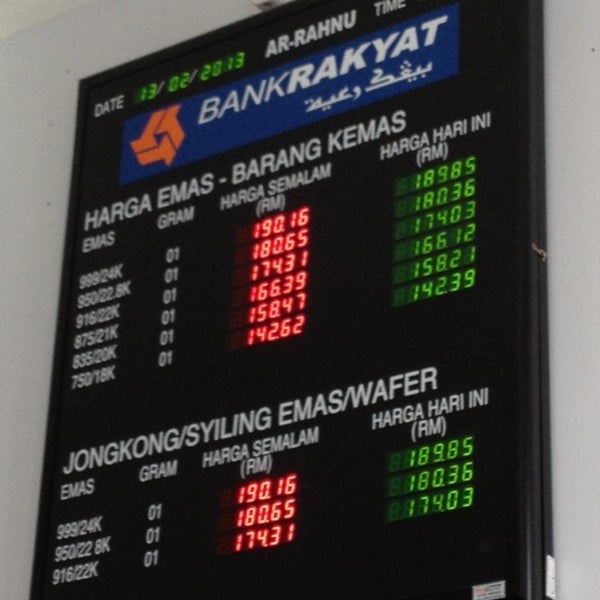 DATE 13/02/2013 AR-RAHNU TIME
BANKRAKYAT
HARGA EMAS - BARANG KEMAS
EMAS GRAM HARGA SEMALAM (RM) HARGA HARI INI (RM)
999/24K 01 190.16 189.85
950/22.8K 01 180.65 180.36
916/22K 01 174.31 174.03
875/21K 01 166.39 166.12
835/20K 01 158.47 158.21
750/18K 01 142.62 142.39
JONGKONG/SYILING EMAS/WAFER
EMAS GRAM HARGA SEMALAM (RM) HARGA HARI INI (RM)
999/24K 01 190.16 189.85
950/22 8K 01 180.65 180.36
916/22K 01 174.31 174.03